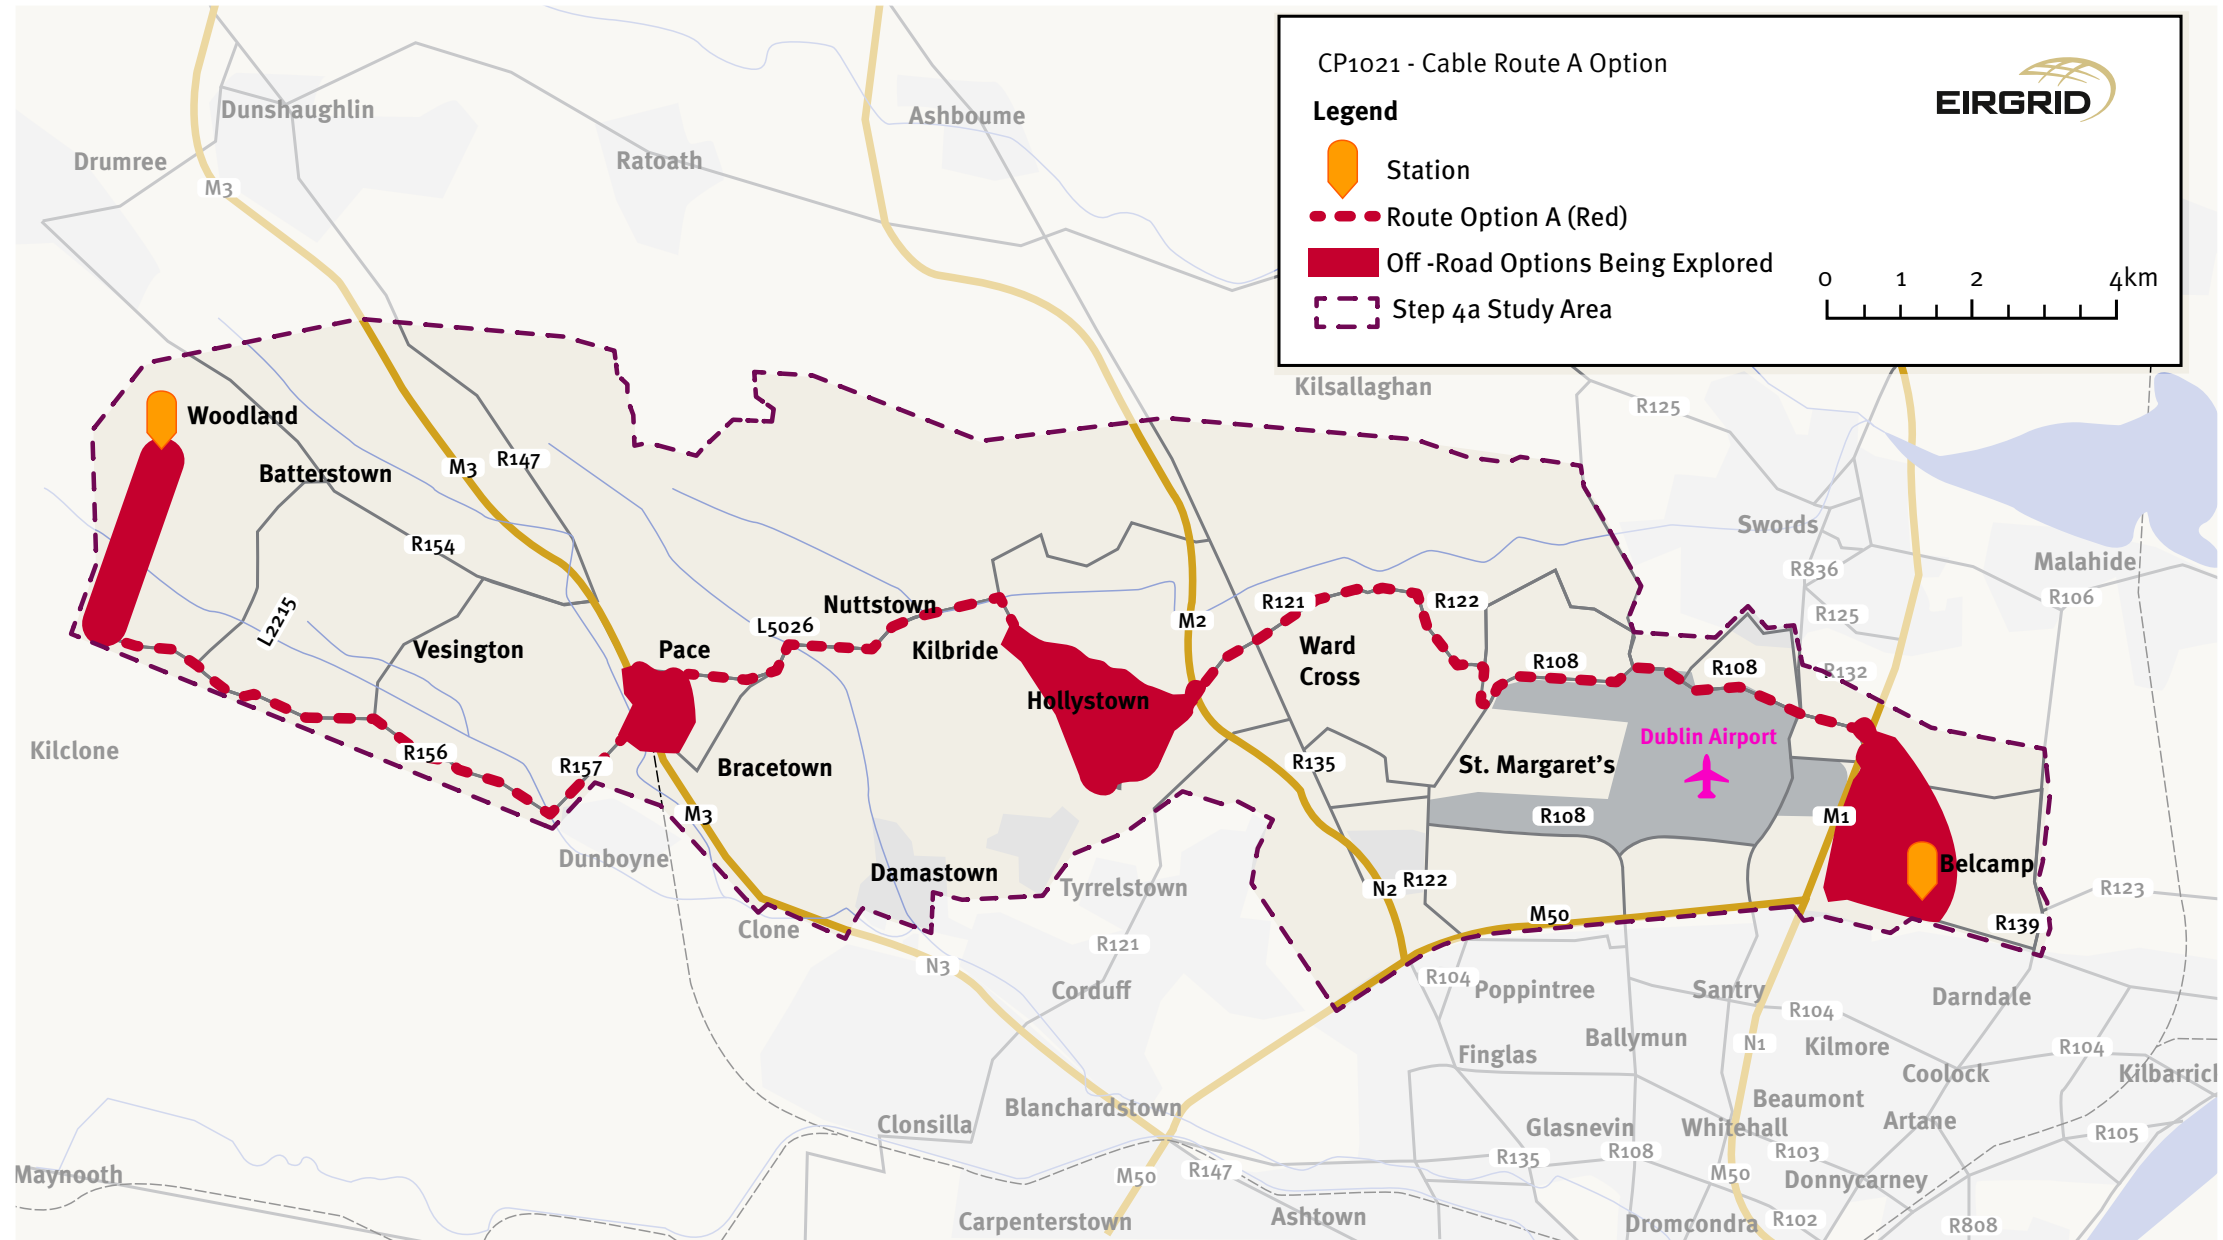 CP1021 - Cable Route A Option
EIRGRID
Legend
Station
Route Option A (Red)
Off -Road Options Being Explored
Step 4a Study Area
0 1 2 4km
Dunshaughlin
Ashboume
Drumree
Ratoath
M3
Kilsallaghan
R125
Woodland
Batterstown
M3
R147
Swords
R154
Malahide
R836
R106
Nuttstown
R121
R122
R125
L2215
L5026
M2
Vesington
Pace
Kilbride
Ward
Cross
R108
R108
R132
Hollystown
Kilclone
R156
R157
Bracetown
R135
St. Margaret's
Dublin Airport
M3
R108
M1
Dunboyne
Damastown
Tyrrelstown
N2
R122
Belcamp
R123
Clone
R121
M50
R139
N3
Corduff
R104
Poppintree
Santry
Darndale
R104
Finglas
Ballymun
N1
Kilmore
R104
Coolock
Kilbarrick
Blanchardstown
Beaumont
Clonsilla
Glasnevin
Whitehall
Artane
R105
Maynooth
M50
R147
R135
R108
R103
M50
Donnycarney
Carpenterstown
Ashtown
Dromcondra
R102
R808